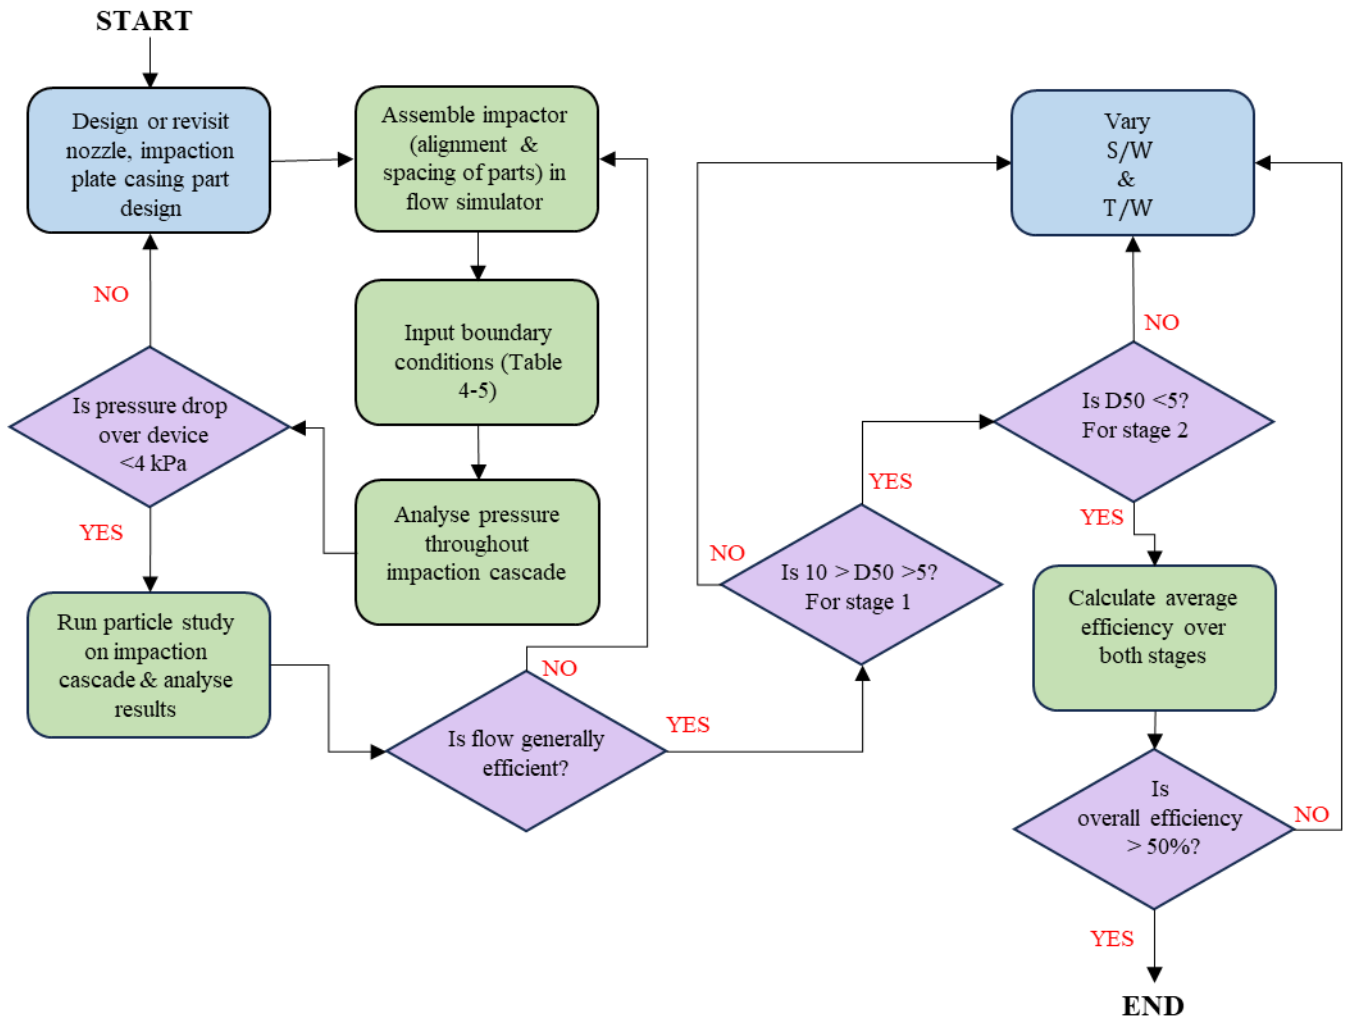 START
Design or revisit
nozzle, impaction
plate casing part
design
Assemble impactor
(alignment &
spacing of parts) in
flow simulator
Input boundary
conditions (Table
4-5)
Analyse pressure
throughout
impaction cascade
NO
Is pressure drop
over device
<4 kPa
YES
Run particle study
on impaction
cascade & analyse
results
NO
Is flow generally
efficient?
YES
NO
Is 10 > D50 >5?
For stage 1
YES
Vary
S/W
&
T/W
NO
Is D50 <5?
For stage 2
YES
Calculate average
efficiency over
both stages
Is
overall efficiency
> 50%?
NO
YES
END